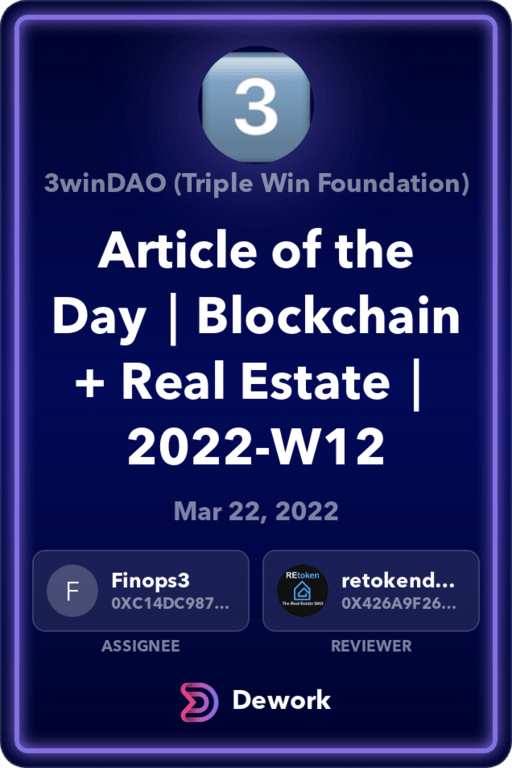 3
3winDAO (Triple Win Foundation)
Article of the
Day | Blockchain
+ Real Estate |
2022-W12
Mar 22, 2022
F
Finops3
0XC14DC987...
REtoken
The Real Estate DAO
retokend...
0X426A9F26...
ASSIGNEE
REVIEWER
Dework